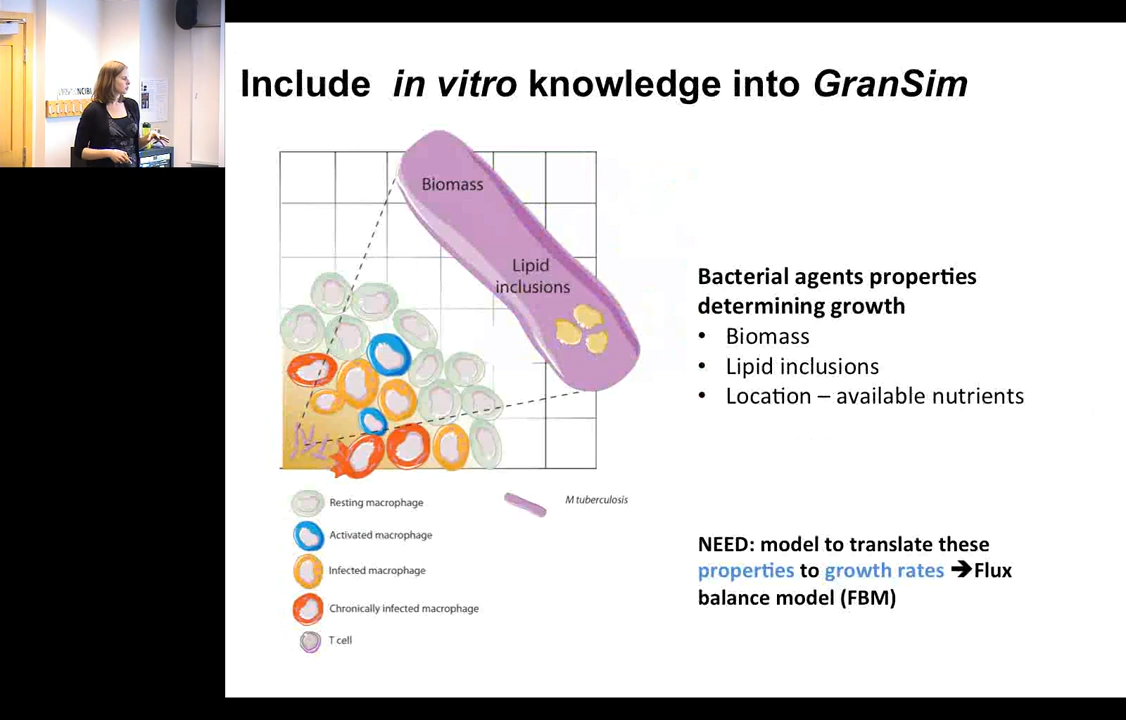 Include in vitro knowledge into GranSim
Biomass
Lipid
inclusions
Resting macrophage
Activated macrophage
Infected macrophage
Chronically infected macrophage
T cell
M tuberculosis
Bacterial agents properties
determining growth
• Biomass
• Lipid inclusions
• Location – available nutrients
NEED: model to translate these
properties to growth rates ➔Flux
balance model (FBM)